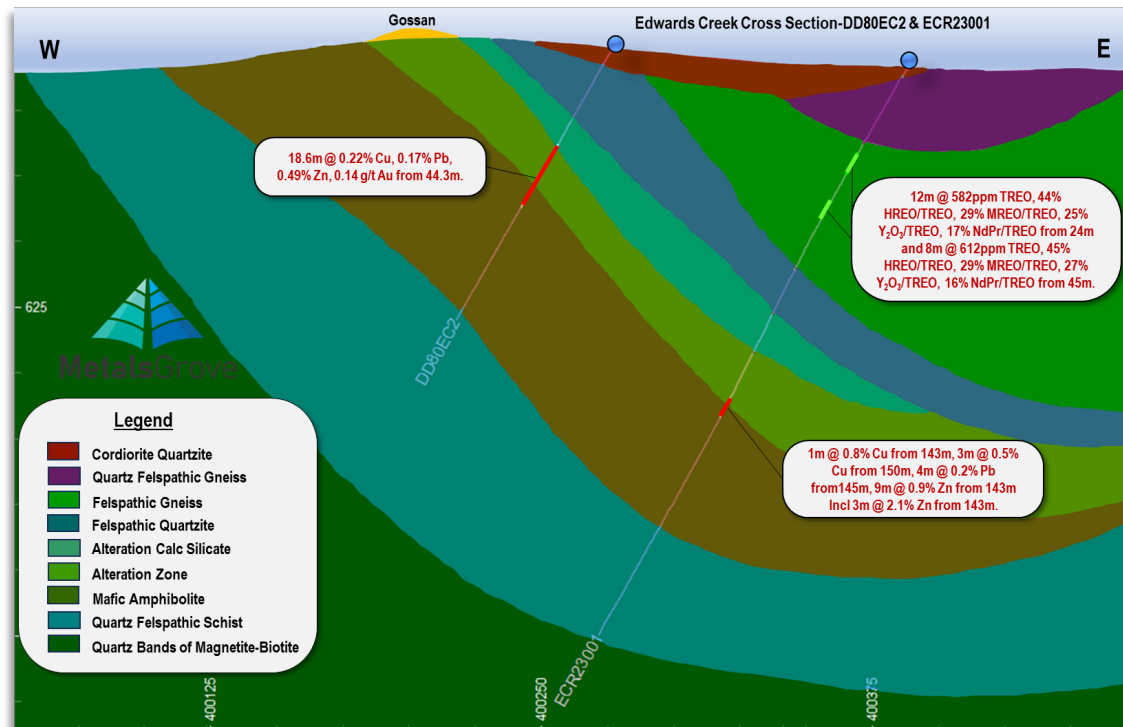 Gossan
Edwards Creek Cross Section-DD80EC2 & ECR23001
W
E
18.6m @ 0.22% Cu, 0.17% Pb,
0.49% Zn, 0.14 g/t Au from 44.3m.
12m @ 582ppm TREO, 44%
HREO/TREO, 29% MREO/TREO, 25%
Y₂O₃/TREO, 17% NdPr/TREO from 24m
and 8m @ 612ppm TREO, 45%
HREO/TREO, 29% MREO/TREO, 27%
Y₂O₃/TREO, 16% NdPr/TREO from 45m.
625
MetalsGrove
DD80EC2
Legend
Cordiorite Quartzite
Quartz Felspathic Gneiss
Felspathic Gneiss
Felspathic Quartzite
Alteration Calc Silicate
Alteration Zone
Mafic Amphibolite
Quartz Felspathic Schist
Quartz Bands of Magnetite-Biotite
1m @ 0.8% Cu from 143m, 3m @ 0.5%
Cu from 150m, 4m @ 0.2% Pb
from145m, 9m @ 0.9% Zn from 143m
Incl 3m @ 2.1% Zn from 143m.
ECR23001
400125
400250
400375